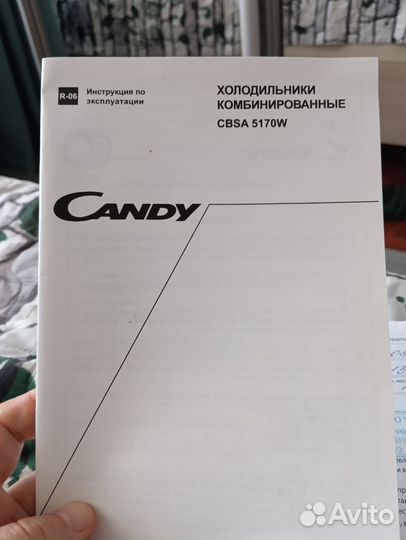 R-06
Инструкция по
эксплуатации
ХОЛОДИЛЬНИКИ
КОМБИНИРОВАННЫЕ
CBSA 5170W
CANDY
Avito